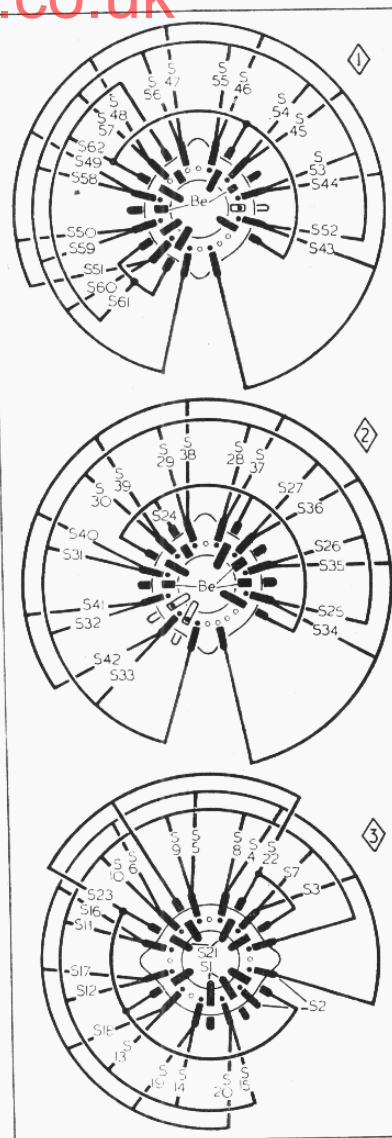 .co.uk
1
S 47
S 56
S 48
S 57
S62
S49
S58
S50
S59
S51
S60
S61
S 55
S 46
S 54
S 45
S
S3
S44
S52
S43
Be
2
S 38
S 29
S 39
S 30
S24
S40
S31
S41
S32
S42
S33
S 28
S 37
S27
S36
S26
S35
S25
S34
Be
3
S 5
S 9
S 6
S 10
S23
S16
S11
S17
S12
S18
S 13
S 19
S 14
S 20
S 15
S 8
S 4
S 22
S7
S3
S21
S1
S2